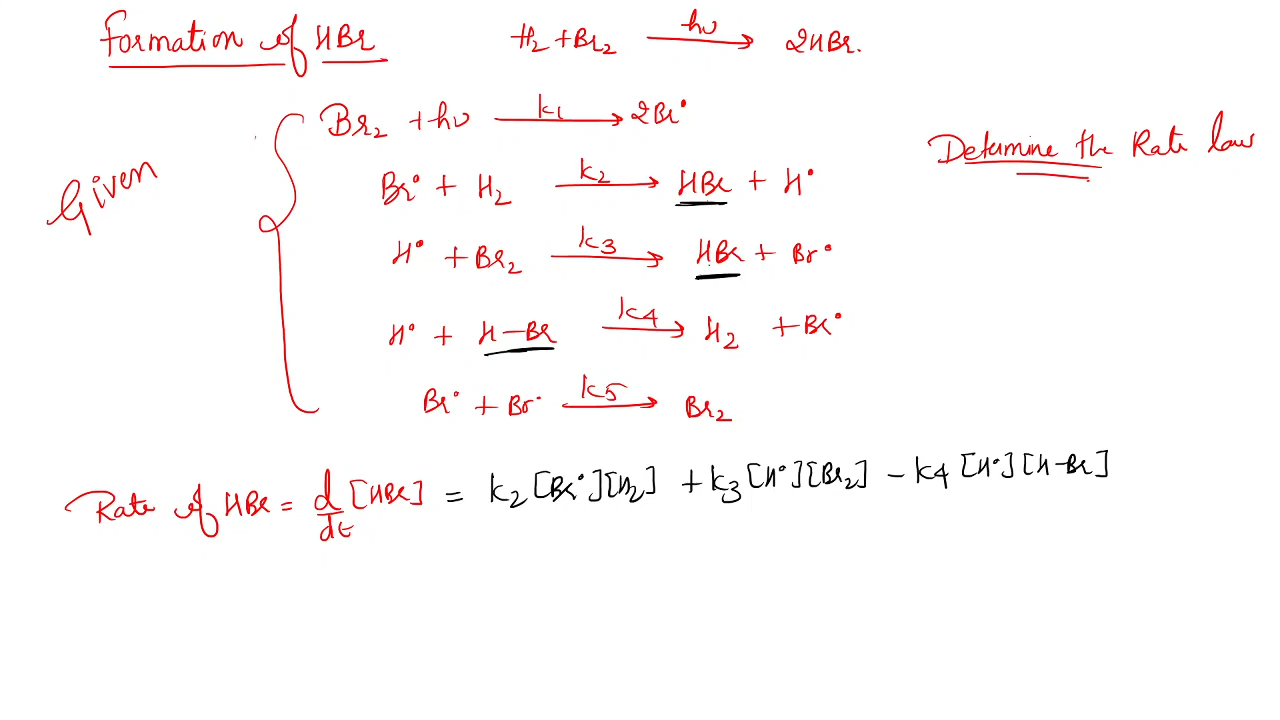 Formation of HBr H₂ + Br₂ —hν→ 2HBr.
Br₂ + hν —k₁→ 2Br•
Determine the Rate law
Given
Br• + H₂ —k₂→ HBr + H•
H• + Br₂ —k₃→ HBr + Br•
H• + H–Br —k₄→ H₂ + Br•
Br• + Br• —k₅→ Br₂
Rate of HBr = d/dt [HBr] = k₂ [Br•][H₂] + k₃ [H•][Br₂] – k₄ [H•][H–Br]